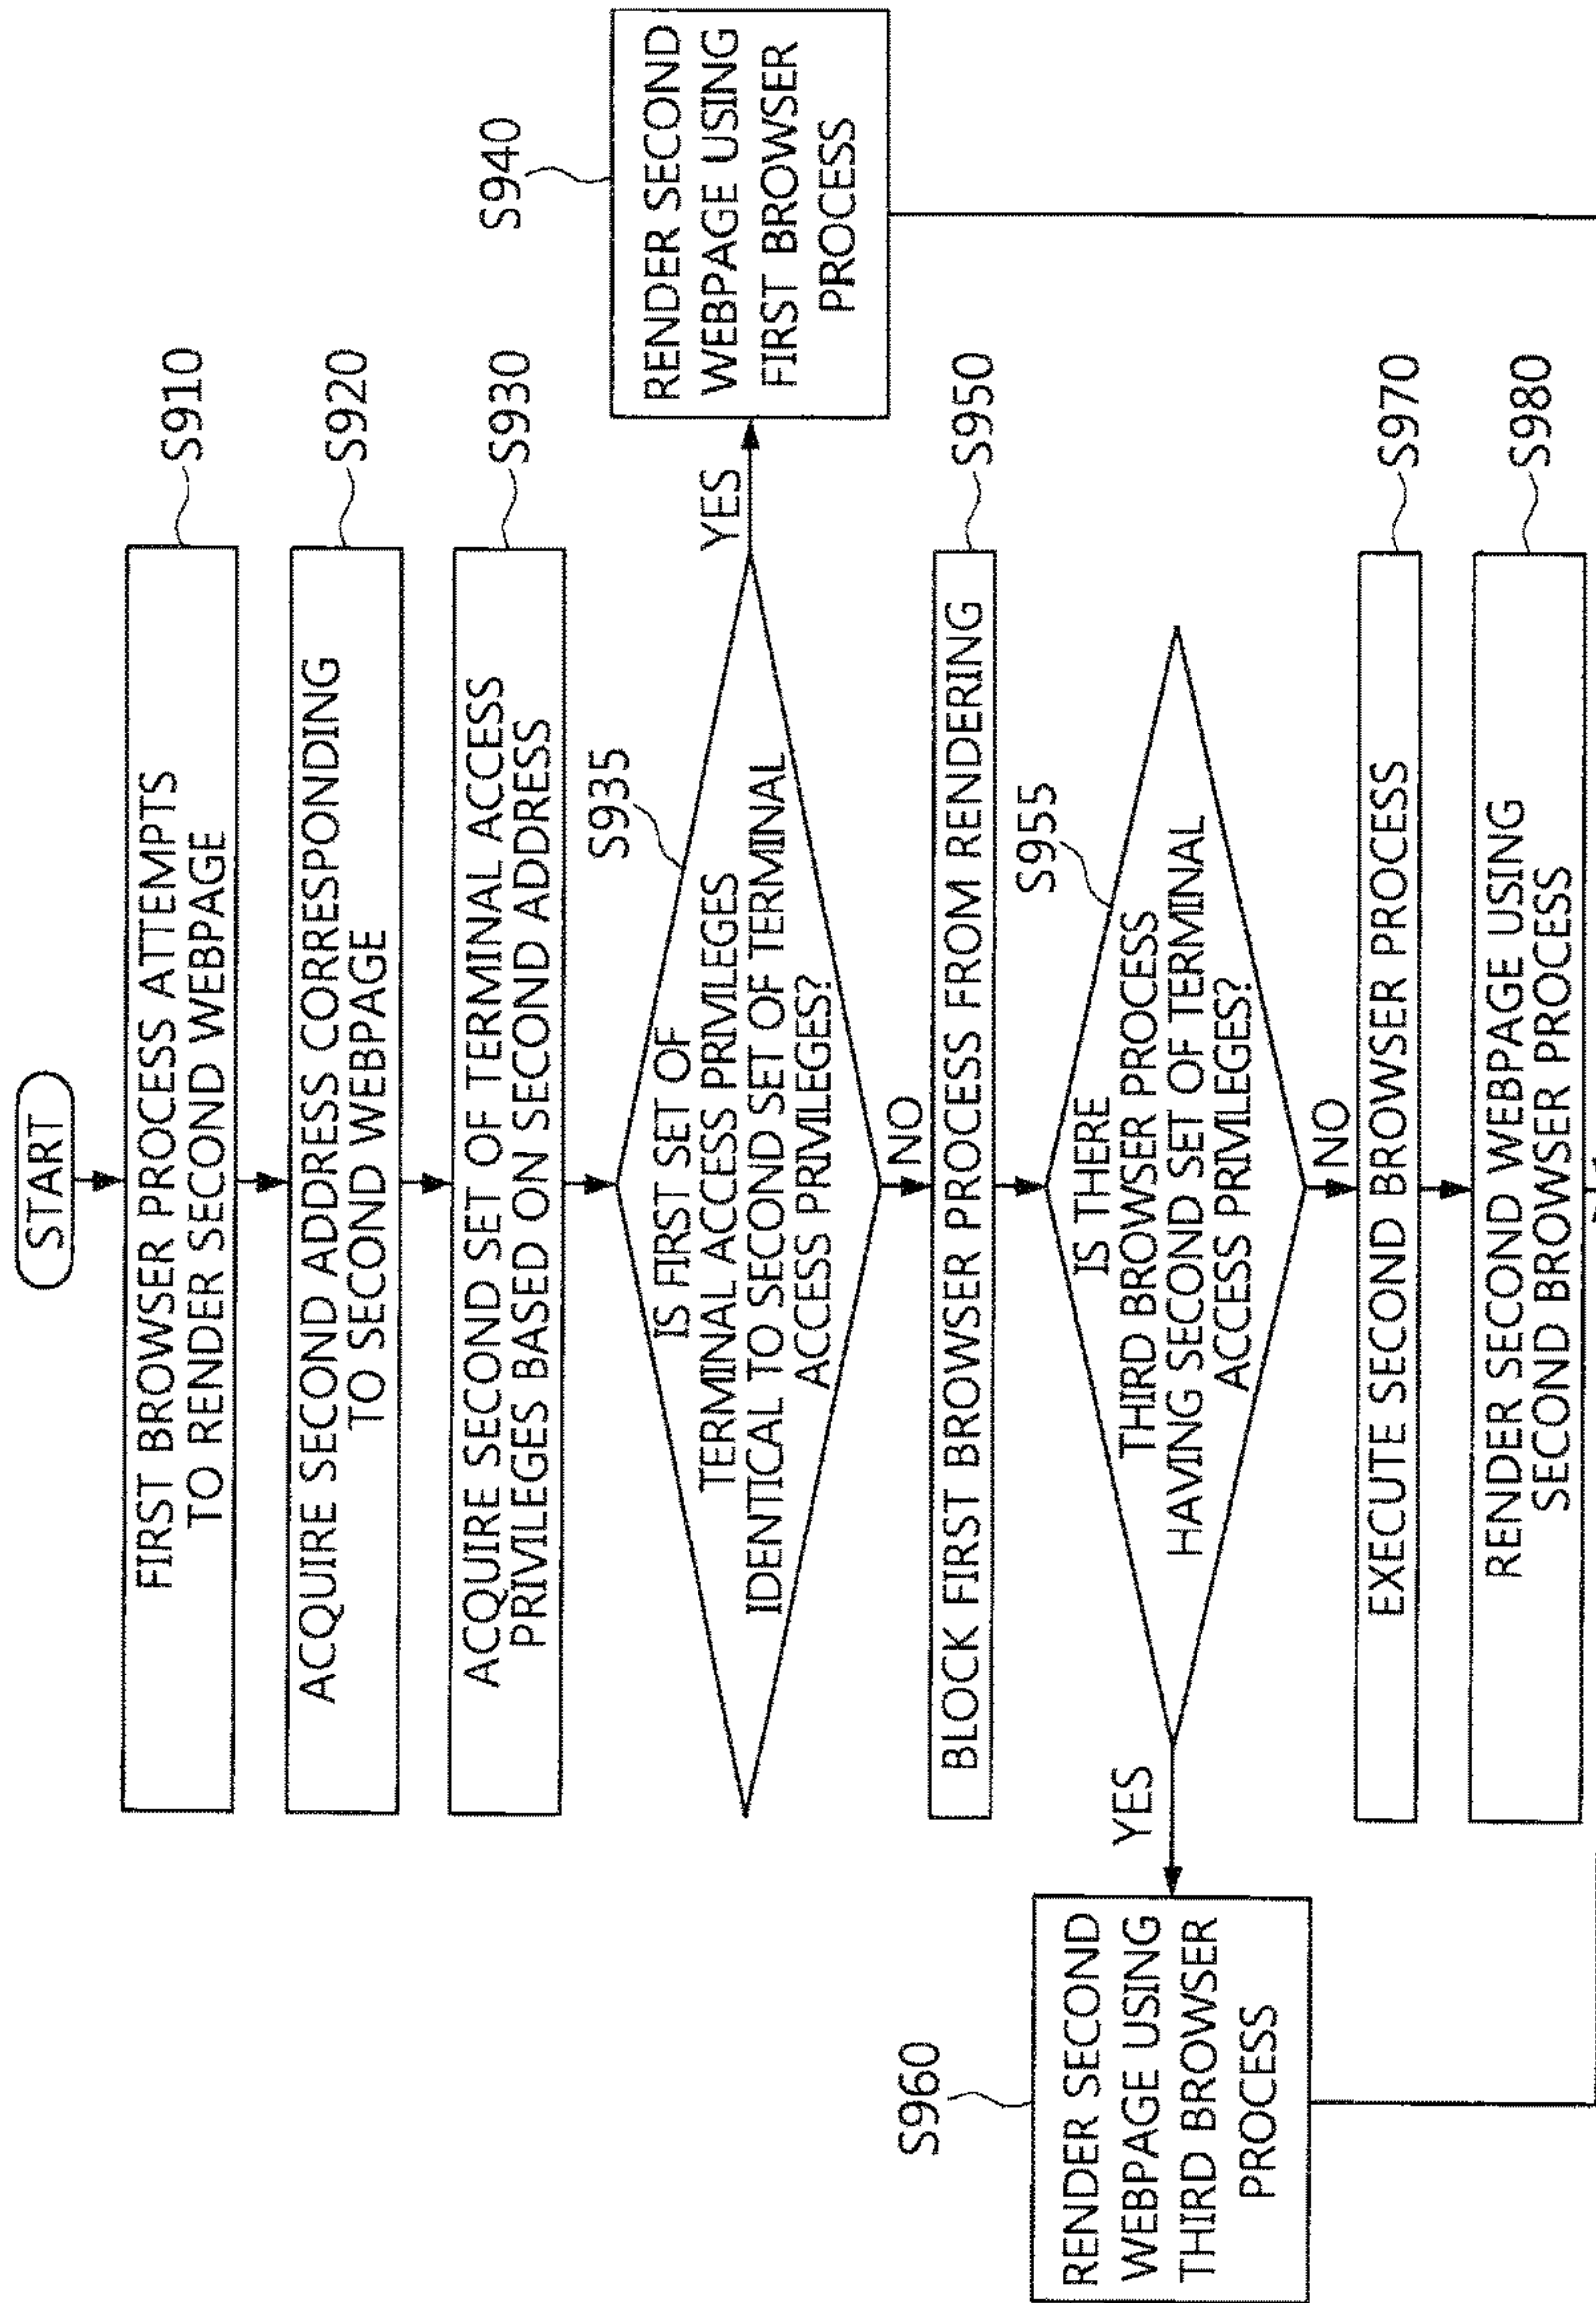 START
FIRST BROWSER PROCESS ATTEMPTS
TO RENDER SECOND WEBPAGE
S910
ACQUIRE SECOND ADDRESS CORRESPONDING
TO SECOND WEBPAGE
S920
ACQUIRE SECOND SET OF TERMINAL ACCESS
PRIVILEGES BASED ON SECOND ADDRESS
S930
S935
IS FIRST SET OF
TERMINAL ACCESS PRIVILEGES
IDENTICAL TO SECOND SET OF TERMINAL
ACCESS PRIVILEGES?
YES
S940
RENDER SECOND
WEBPAGE USING
FIRST BROWSER
PROCESS
NO
BLOCK FIRST BROWSER PROCESS FROM RENDERING
S950
S955
IS THERE
THIRD BROWSER PROCESS
HAVING SECOND SET OF TERMINAL
ACCESS PRIVILEGES?
YES
S960
RENDER SECOND
WEBPAGE USING
THIRD BROWSER
PROCESS
NO
EXECUTE SECOND BROWSER PROCESS
S970
RENDER SECOND WEBPAGE USING
SECOND BROWSER PROCESS
S980